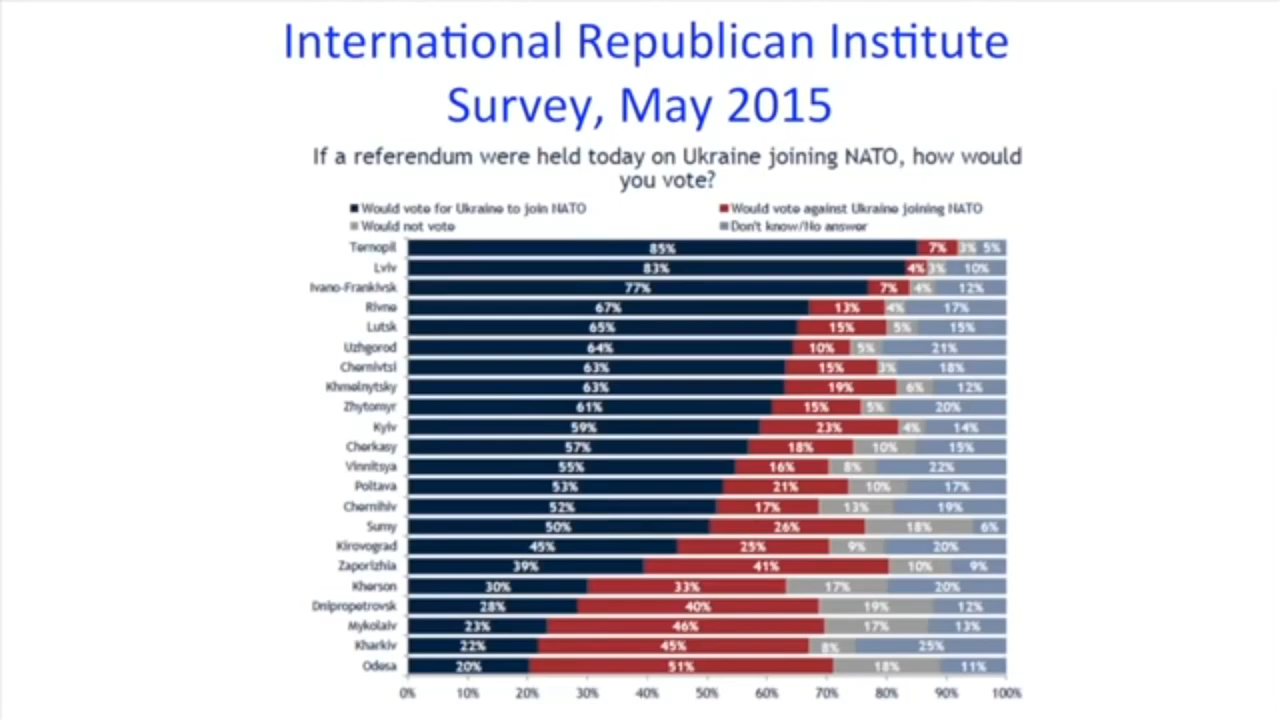 International Republican Institute
Survey, May 2015
If a referendum were held today on Ukraine joining NATO, how would
you vote?
Would vote for Ukraine to join NATO Would vote against Ukraine joining NATO
Would not vote Don't know/No answer
Ternopil 85% 7% 3% 5%
Lviv 83% 4% 3% 10%
Ivano-Frankivsk 77% 7% 4% 12%
Rivne 67% 13% 4% 17%
Lutsk 65% 15% 5% 15%
Uzhgorod 64% 10% 5% 21%
Chernivtsi 63% 15% 3% 18%
Khmelnytsky 63% 19% 6% 12%
Zhytomyr 61% 15% 5% 20%
Kyiv 59% 23% 4% 14%
Cherkasy 57% 18% 10% 15%
Vinnitsya 55% 16% 8% 22%
Poltava 53% 21% 10% 17%
Chernihiv 52% 17% 13% 19%
Sumy 50% 26% 18% 6%
Kirovograd 45% 25% 9% 20%
Zaporizhia 39% 41% 10% 9%
Kherson 30% 33% 17% 20%
Dnipropetrovsk 28% 40% 19% 12%
Mykolaiv 23% 46% 17% 13%
Kharkiv 22% 45% 8% 25%
Odesa 20% 51% 18% 11%
0% 10% 20% 30% 40% 50% 60% 70% 80% 90% 100%